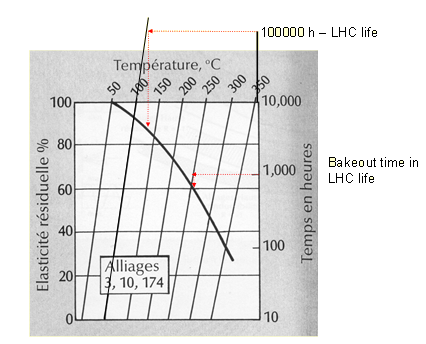 100000 h – LHC life
Température, °C
50 100 150 200 250 300 350
100
80
60
40
20
0
Elasticité résiduelle %
10,000
1,000
100
10
Temps en heures
Bakeout time in
LHC life
Alliages
3, 10, 174